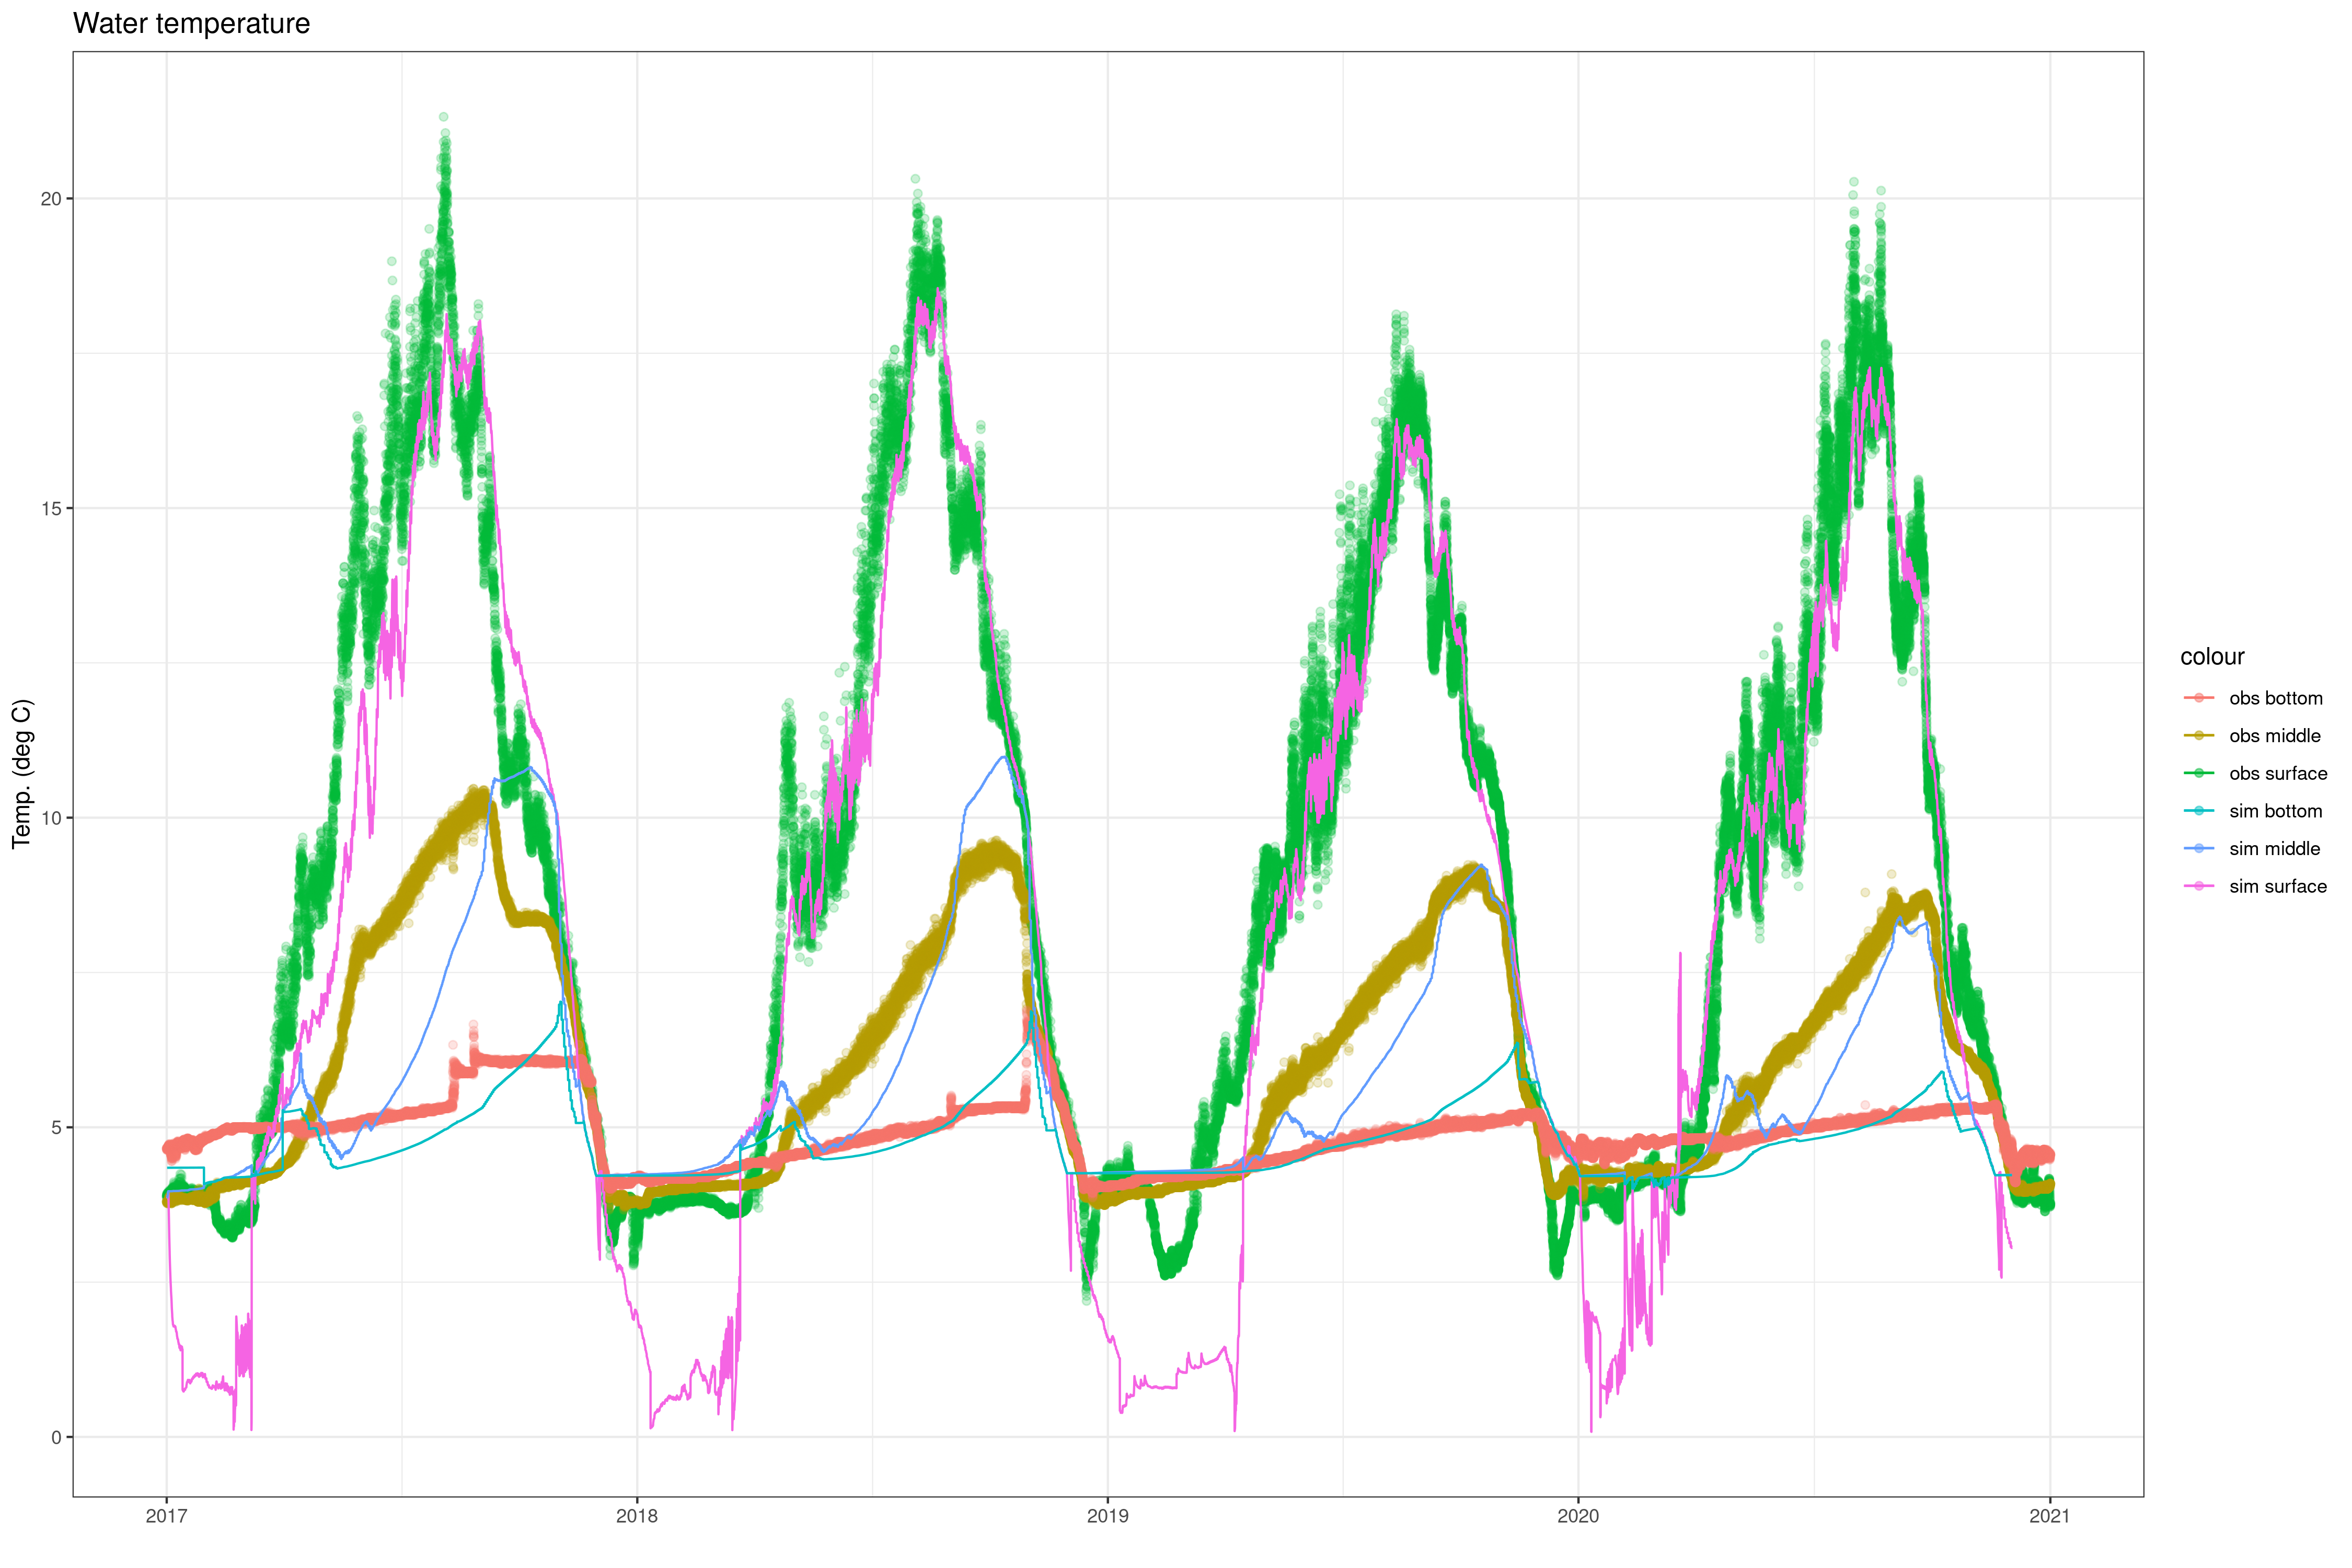 Water temperature
Temp. (deg C)
20
15
10
5
0
2017
2018
2019
2020
2021
colour
obs bottom
obs middle
obs surface
sim bottom
sim middle
sim surface